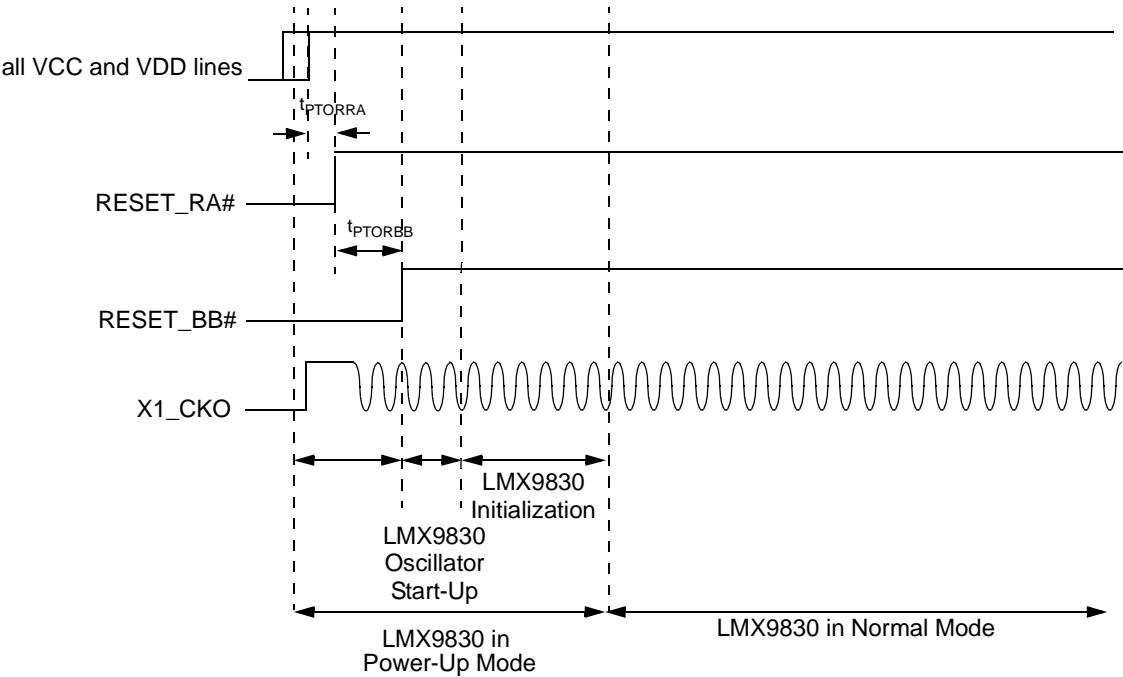 all VCC and VDD lines
tPTORRA
RESET_RA#
tPTORBB
RESET_BB#
X1_CKO
LMX9830
Initialization
LMX9830
Oscillator
Start-Up
LMX9830 in
Power-Up Mode
LMX9830 in Normal Mode